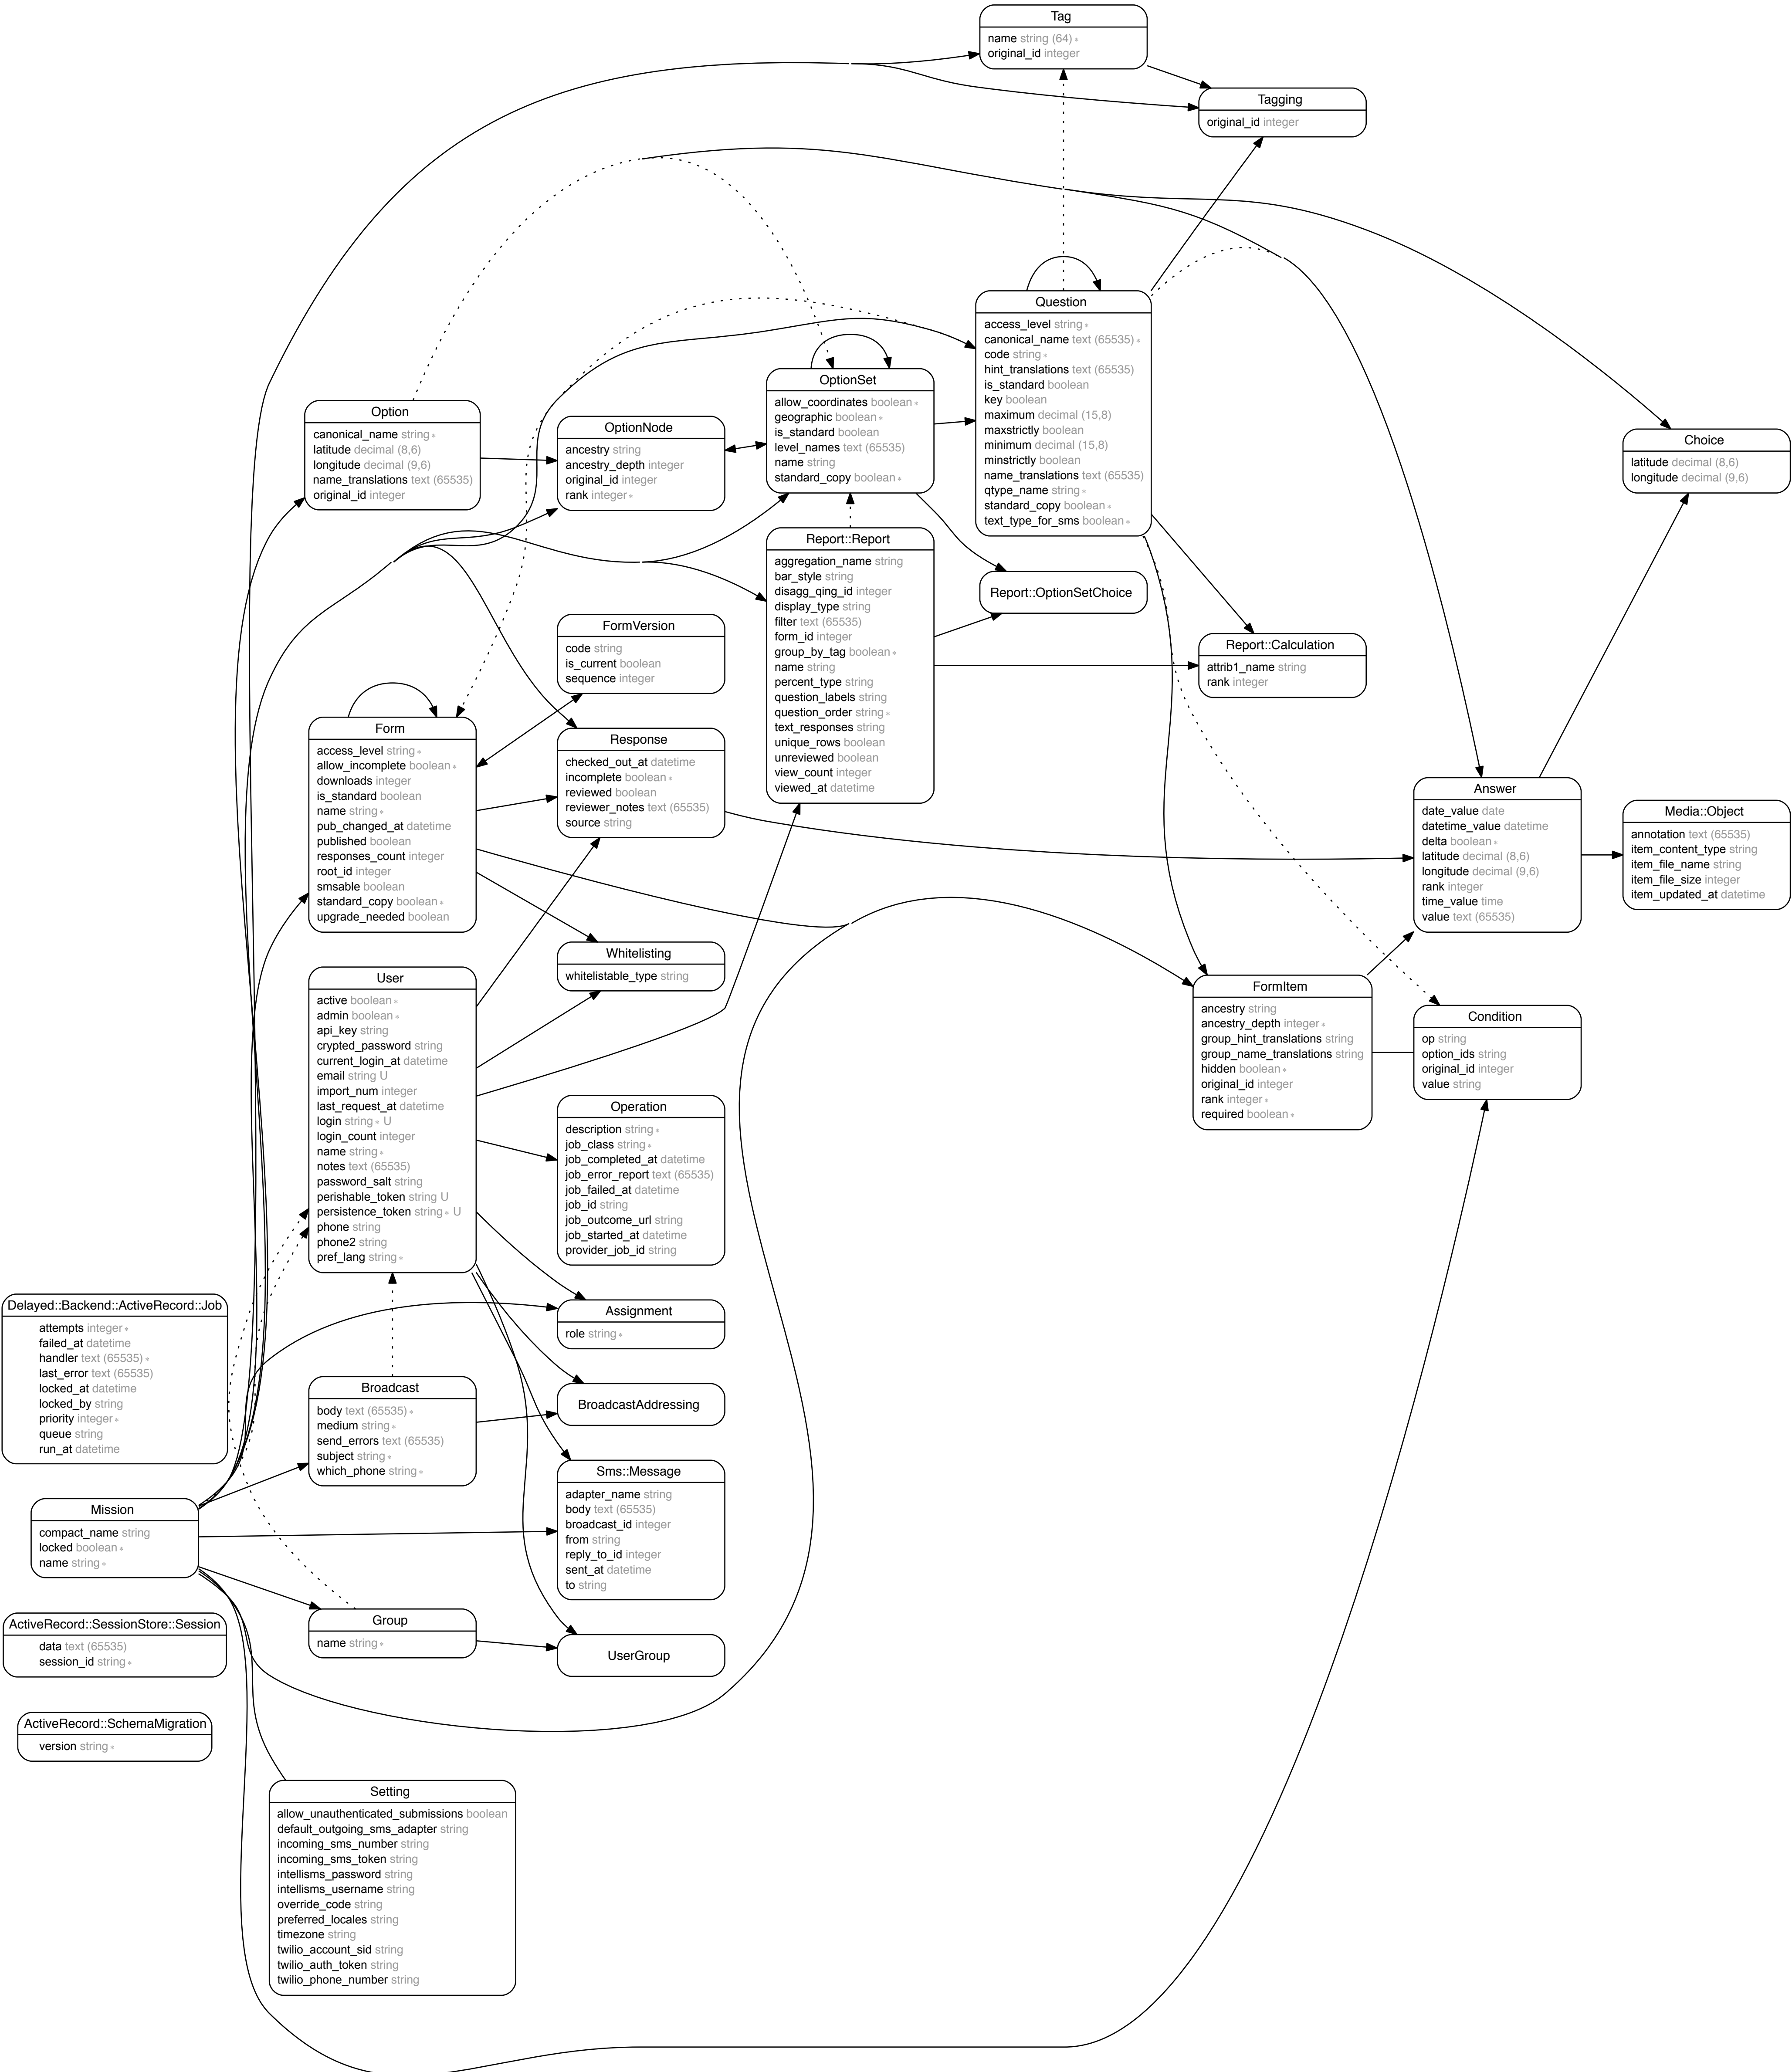 Tag
name string (64) *
original_id integer
Tagging
original_id integer
Question
access_level string *
canonical_name text (65535) *
code string *
hint_translations text (65535)
is_standard boolean
key boolean
maximum decimal (15,8)
maxstrictly boolean
minimum decimal (15,8)
minstrictly boolean
name_translations text (65535)
qtype_name string *
standard_copy boolean *
text_type_for_sms boolean *
OptionSet
allow_coordinates boolean *
geographic boolean *
is_standard boolean
level_names text (65535)
name string
standard_copy boolean *
Option
canonical_name string *
latitude decimal (8,6)
longitude decimal (9,6)
name_translations text (65535)
original_id integer
OptionNode
ancestry string
ancestry_depth integer
original_id integer
rank integer *
Choice
latitude decimal (8,6)
longitude decimal (9,6)
Report::Report
aggregation_name string
bar_style string
disagg_qing_id integer
display_type string
filter text (65535)
form_id integer
group_by_tag boolean *
name string
percent_type string
question_labels string
question_order string *
text_responses string
unique_rows boolean
unreviewed boolean
view_count integer
viewed_at datetime
Report::OptionSetChoice
FormVersion
code string
is_current boolean
sequence integer
Report::Calculation
attrib1_name string
rank integer
Form
access_level string *
allow_incomplete boolean *
downloads integer
is_standard boolean
name string *
pub_changed_at datetime
published boolean
responses_count integer
root_id integer
smsable boolean
standard_copy boolean *
upgrade_needed boolean
Response
checked_out_at datetime
incomplete boolean *
reviewed boolean
reviewer_notes text (65535)
source string
Answer
date_value date
datetime_value datetime
delta boolean *
latitude decimal (8,6)
longitude decimal (9,6)
rank integer
time_value time
value text (65535)
Media::Object
annotation text (65535)
item_content_type string
item_file_name string
item_file_size integer
item_updated_at datetime
Whitelisting
whitelistable_type string
User
active boolean *
admin boolean *
api_key string
crypted_password string
current_login_at datetime
email string U
import_num integer
last_request_at datetime
login string * U
login_count integer
name string *
notes text (65535)
password_salt string
perishable_token string U
persistence_token string * U
phone string
phone2 string
pref_lang string *
FormItem
ancestry string
ancestry_depth integer *
group_hint_translations string
group_name_translations string
hidden boolean *
original_id integer
rank integer *
required boolean *
Condition
op string
option_ids string
original_id integer
value string
Operation
description string *
job_class string *
job_completed_at datetime
job_error_report text (65535)
job_failed_at datetime
job_id string
job_outcome_url string
job_started_at datetime
provider_job_id string
Delayed::Backend::ActiveRecord::Job
attempts integer *
failed_at datetime
handler text (65535) *
last_error text (65535)
locked_at datetime
locked_by string
priority integer *
queue string
run_at datetime
Assignment
role string *
Broadcast
body text (65535) *
medium string *
send_errors text (65535)
subject string *
which_phone string *
BroadcastAddressing
Sms::Message
adapter_name string
body text (65535)
broadcast_id integer
from string
reply_to_id integer
sent_at datetime
to string
Mission
compact_name string
locked boolean *
name string *
Group
name string *
UserGroup
ActiveRecord::SessionStore::Session
data text (65535)
session_id string *
ActiveRecord::SchemaMigration
version string *
Setting
allow_unauthenticated_submissions boolean
default_outgoing_sms_adapter string
incoming_sms_number string
incoming_sms_token string
intellisms_password string
intellisms_username string
override_code string
preferred_locales string
timezone string
twilio_account_sid string
twilio_auth_token string
twilio_phone_number string